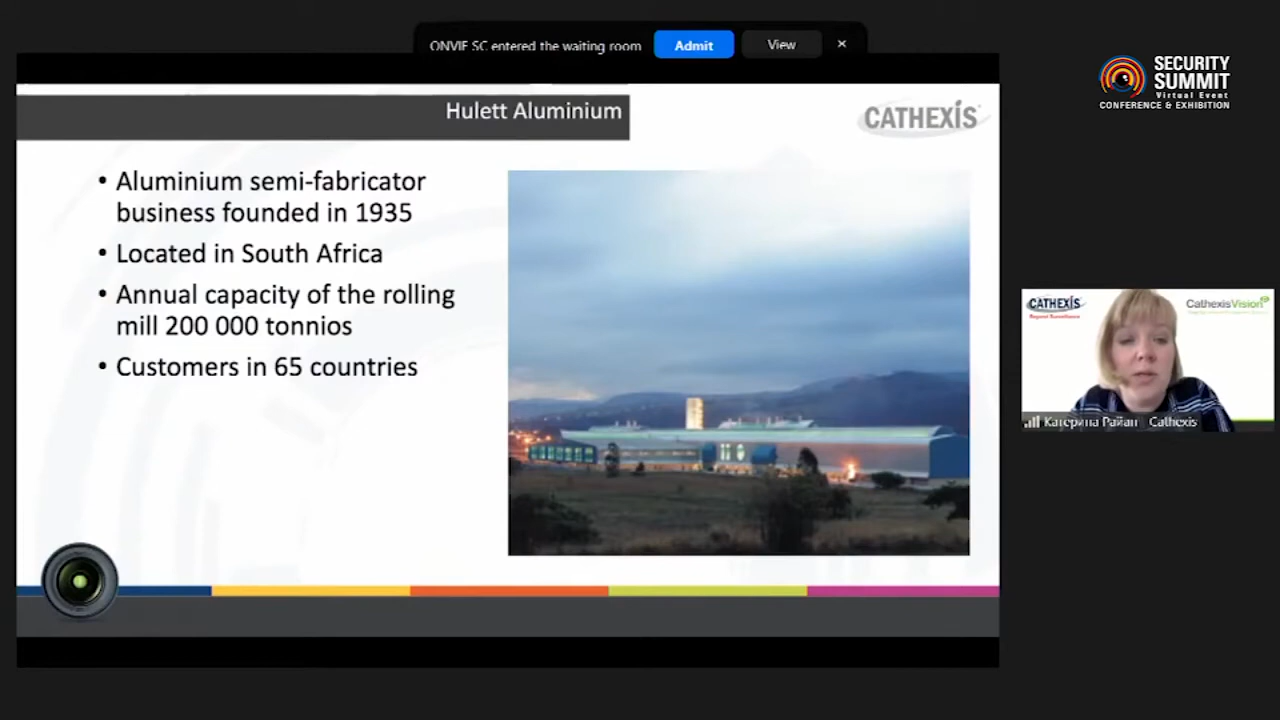 ONVIF SC entered the waiting room
Admit
View
SECURITY
SUMMIT
Virtual Event
CONFERENCE & EXHIBITION
Hulett Aluminium
CATHEXIS
• Aluminium semi-fabricator
business founded in 1935
• Located in South Africa
• Annual capacity of the rolling
mill 200 000 tonnios
• Customers in 65 countries
CATHEXIS
CathexisVision
Катерина Райан - Cathexis